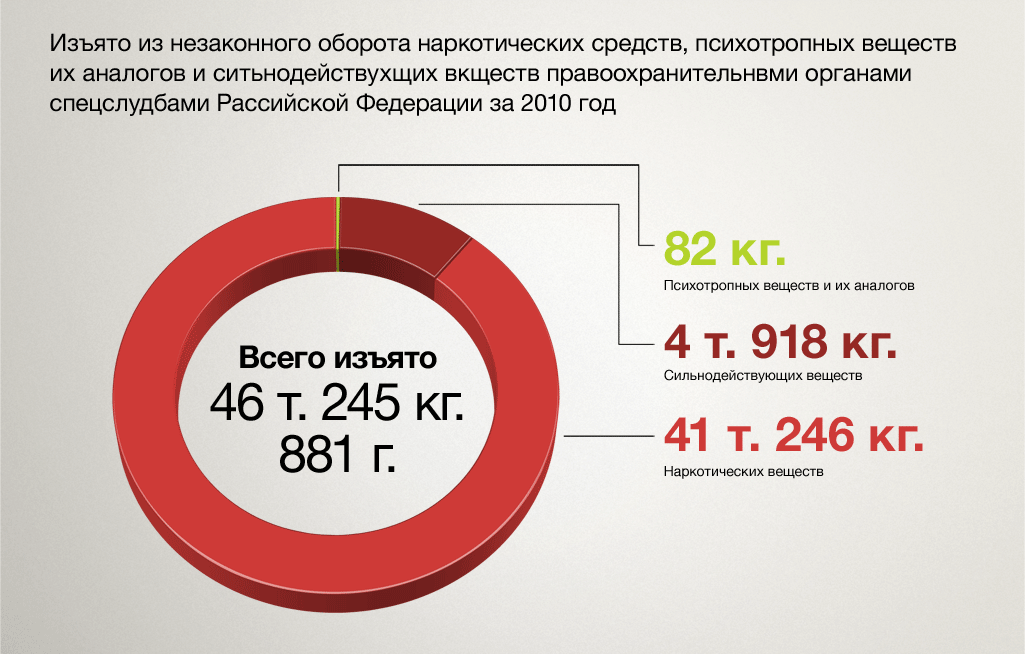 Изъято из незаконного оборота наркотических средств, психотропных веществ
их аналогов и ситьнодействухщих вкществ правоохранительнвми органами
спецслудбами Рассийской Федерации за 2010 год
82 кг.
Психотропных веществ и их аналогов
4 т. 918 кг.
Сильнодействующих веществ
41 т. 246 кг.
Наркотических веществ
Всего изъято
46 т. 245 кг.
881 г.